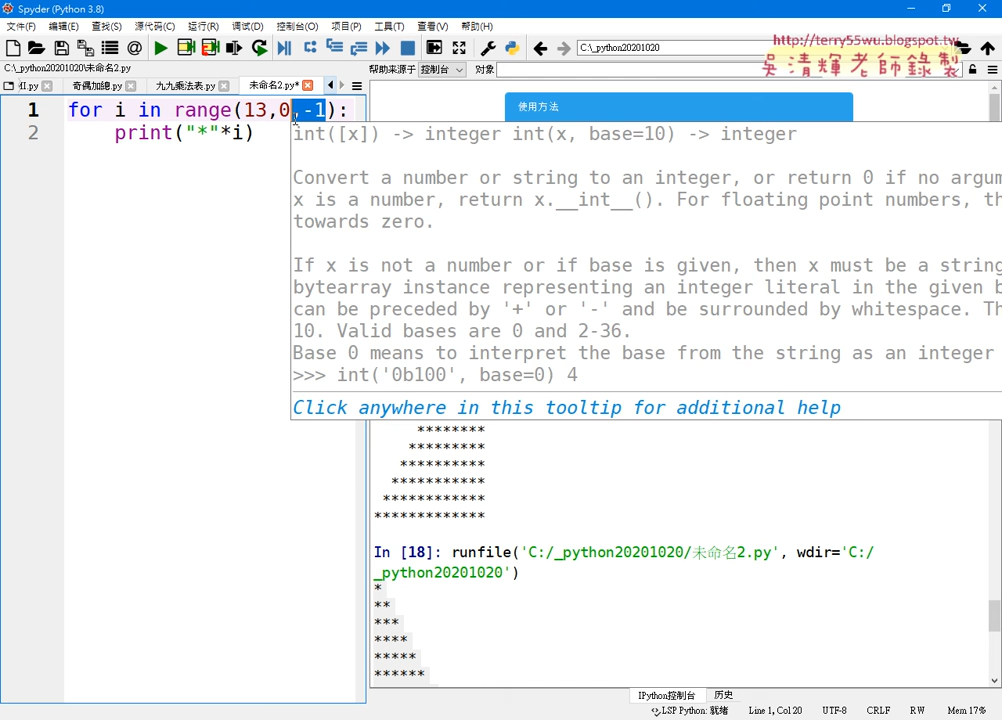 Spyder (Python 3.8)
文件(F) 编辑(E) 查找(S) 源代码(C) 运行(R) 调试(D) 控制台(O) 项目(P) 工具(T) 查看(V) 帮助(H)
C:\_python20201020
http://terry55wu.blogspot.tw
吳清輝老師錄製
C:\_python20201020\未命名2.py
帮助来源于 控制台 对象
II.py 奇偶加總.py 九九乘法表.py 未命名2.py*
使用方法
1 for i in range(13,0,-1):
2 print("*"*i)
int([x]) -> integer int(x, base=10) -> integer
Convert a number or string to an integer, or return 0 if no argum
x is a number, return x.__int__(). For floating point numbers, th
towards zero.
If x is not a number or if base is given, then x must be a string
bytearray instance representing an integer literal in the given b
can be preceded by '+' or '-' and be surrounded by whitespace. Th
10. Valid bases are 0 and 2-36.
Base 0 means to interpret the base from the string as an integer
>>> int('0b100', base=0) 4
Click anywhere in this tooltip for additional help
********
*********
**********
***********
************
*************
In [18]: runfile('C:/_python20201020/未命名2.py', wdir='C:/
_python20201020')
*
**
***
****
*****
******
IPython控制台 历史
LSP Python: 就绪 Line 1, Col 20 UTF-8 CRLF RW Mem 17%